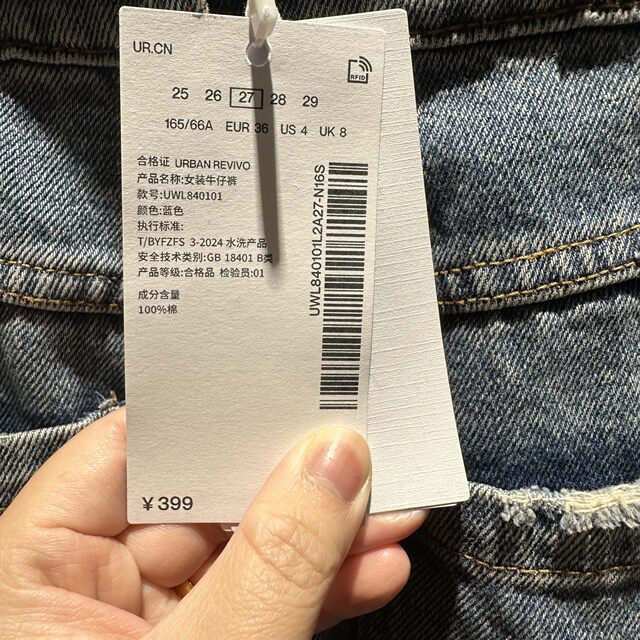 UR.CN
RFID
25 26 27 28 29
165/66A EUR 36 US 4 UK 8
合格证 URBAN REVIVO
产品名称:女装牛仔裤
款号:UWL840101
颜色:蓝色
执行标准:
T/BYFZFS 3-2024 水洗产品
安全技术类别:GB 18401 B类
产品等级:合格品 检验员:01
成分含量
100%棉
UWL840101L2A27-N16S
￥399